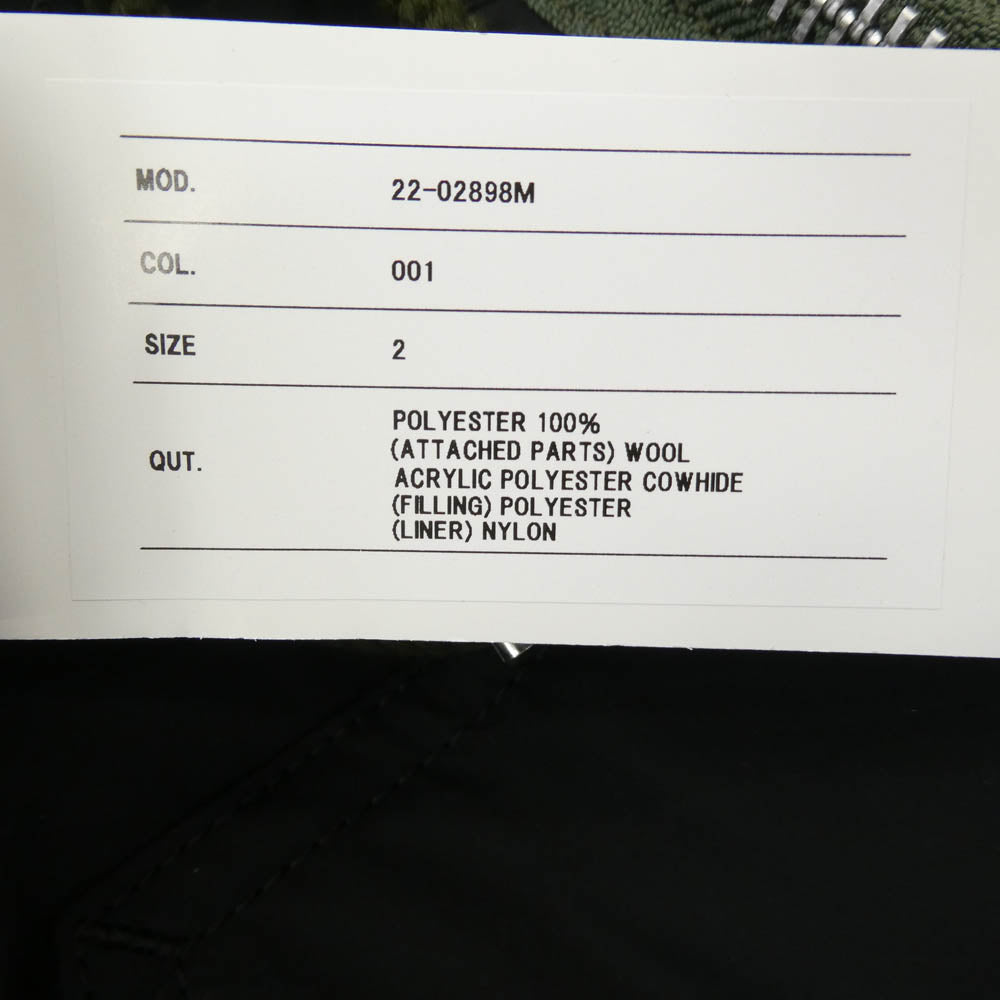 MOD. 22-02898M
COL. 001
SIZE 2
QUT. POLYESTER 100%
(ATTACHED PARTS) WOOL
ACRYLIC POLYESTER COWHIDE
(FILLING) POLYESTER
(LINER) NYLON